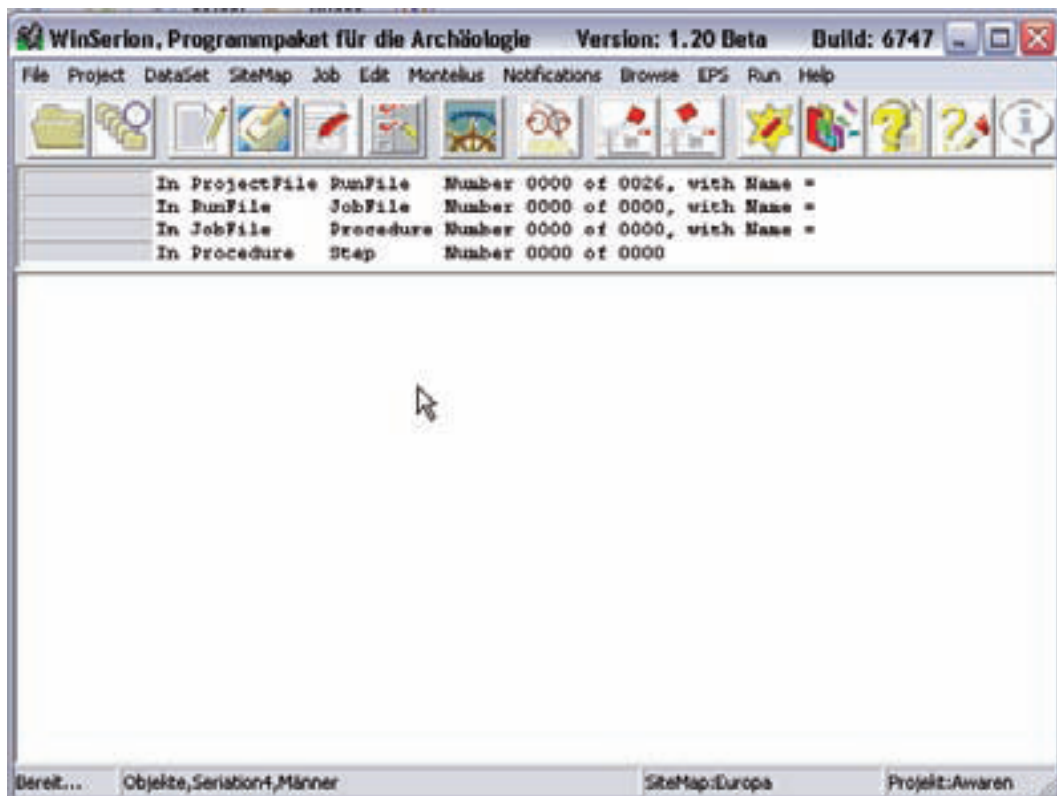 WinSerion, Programmpaket für die Archäologie Version: 1.20 Beta Build: 6747
File Project DataSet SiteMap Job Edit Montelius Notifications Browse EPS Run Help
In ProjectFile RunFile Number 0000 of 0026, with Name =
In RunFile JobFile Number 0000 of 0000, with Name =
In JobFile Procedure Number 0000 of 0000, with Name =
In Procedure Step Number 0000 of 0000
Bereit... Objekte,Seriation4,Männer SiteMap:Europa Projekt:Awaren